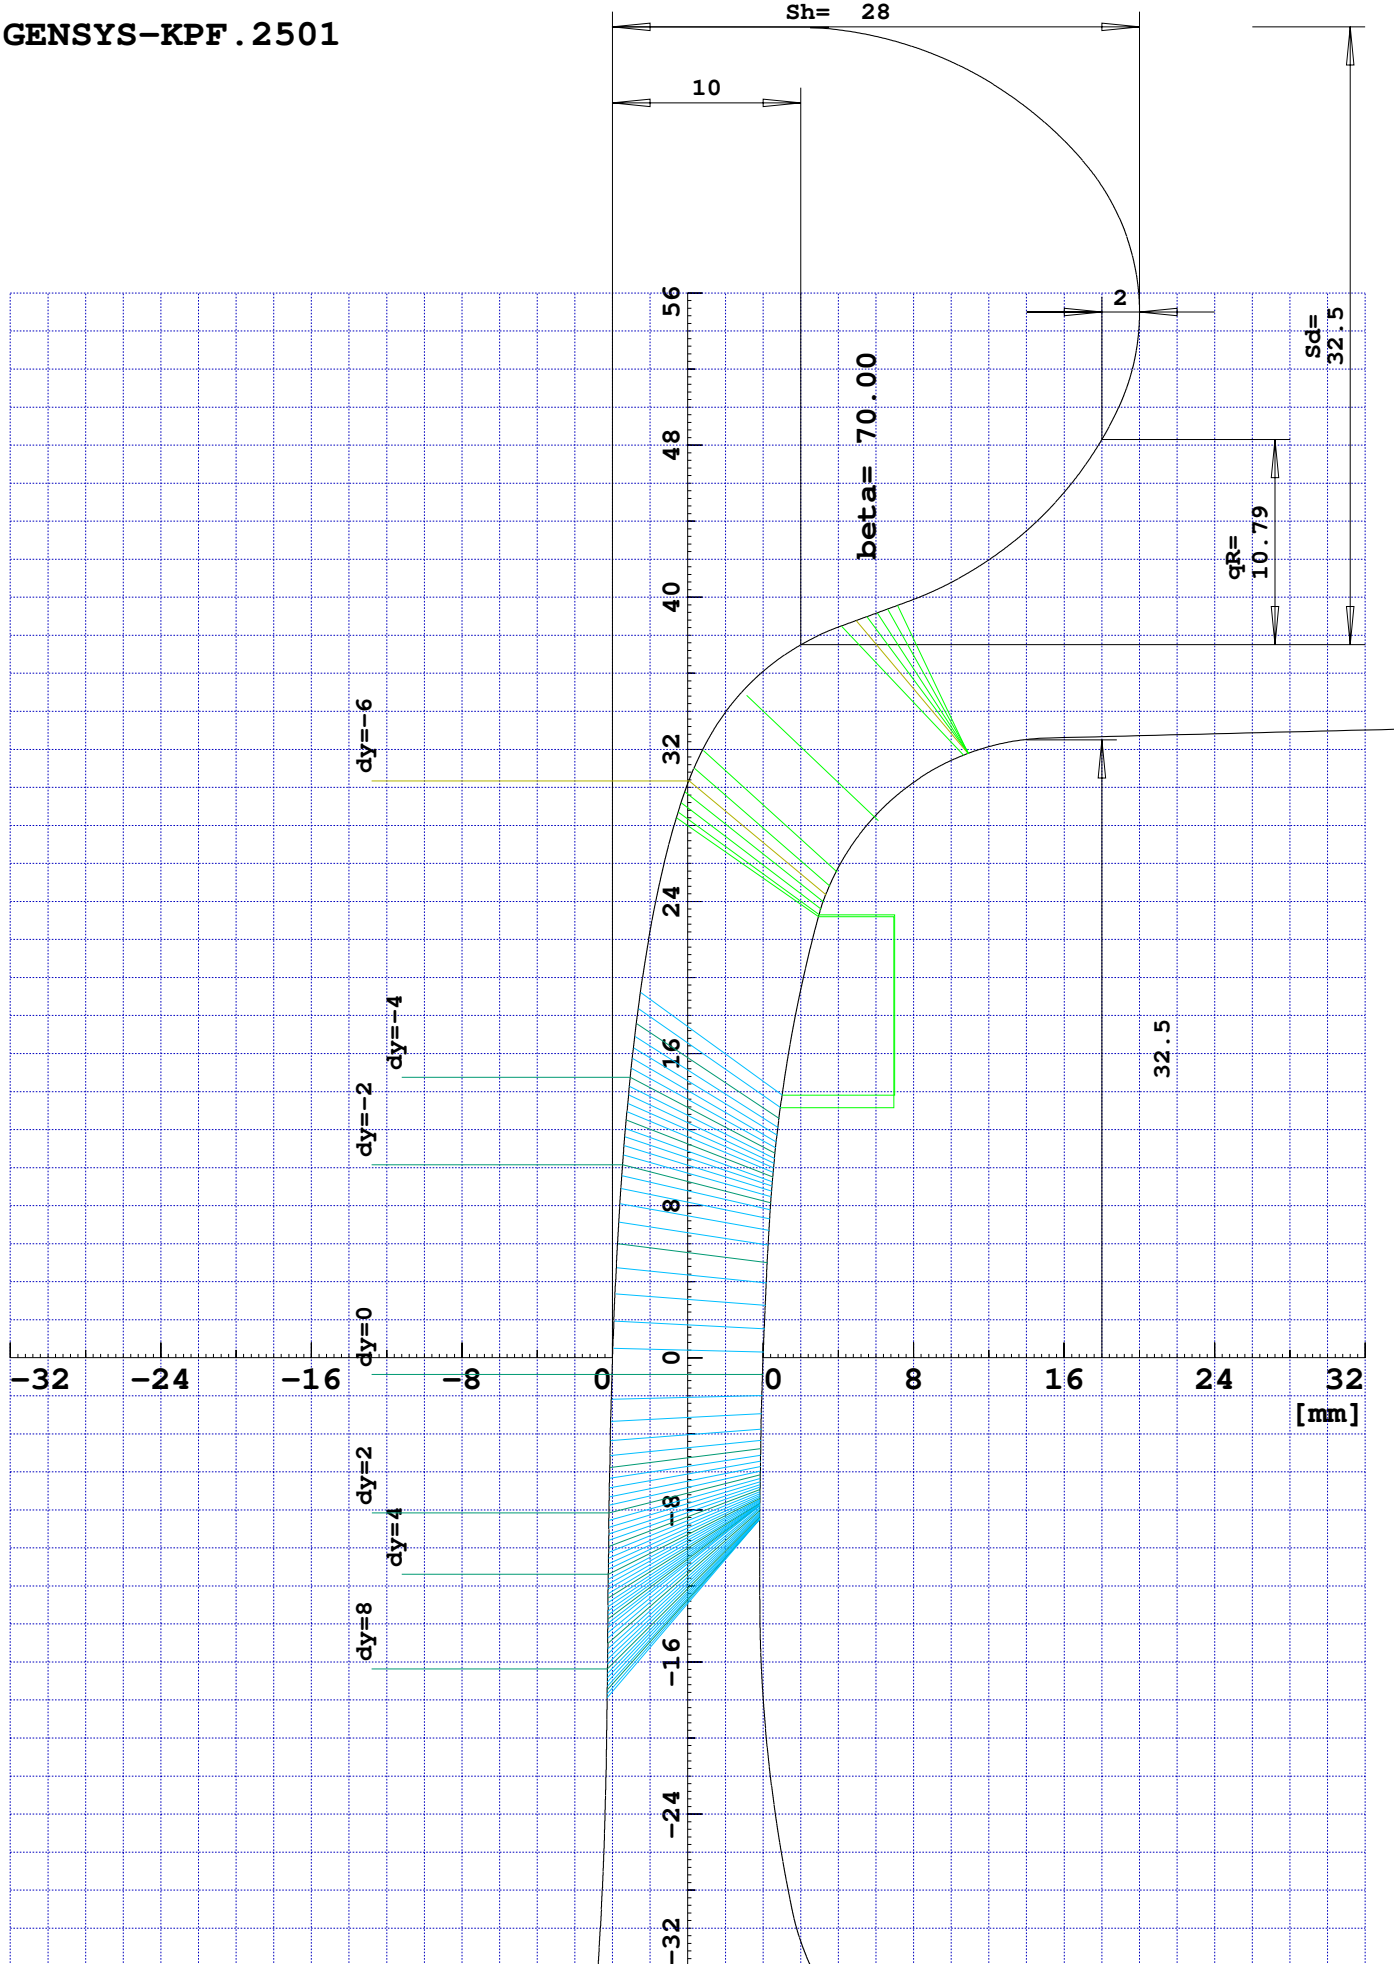 Sh= 28
GENSYS-KPF.2501
10
56
2
Sd=
32.5
beta= 70.00
48
qR=
10.79
40
dy=-6
32
24
dy=-4
16
32.5
dy=-2
8
dy=0
0
-32 -24 -16 -8 0 0 8 16 24 32
[mm]
dy=2
-8
dy=4
dy=8
-16
-24
-32